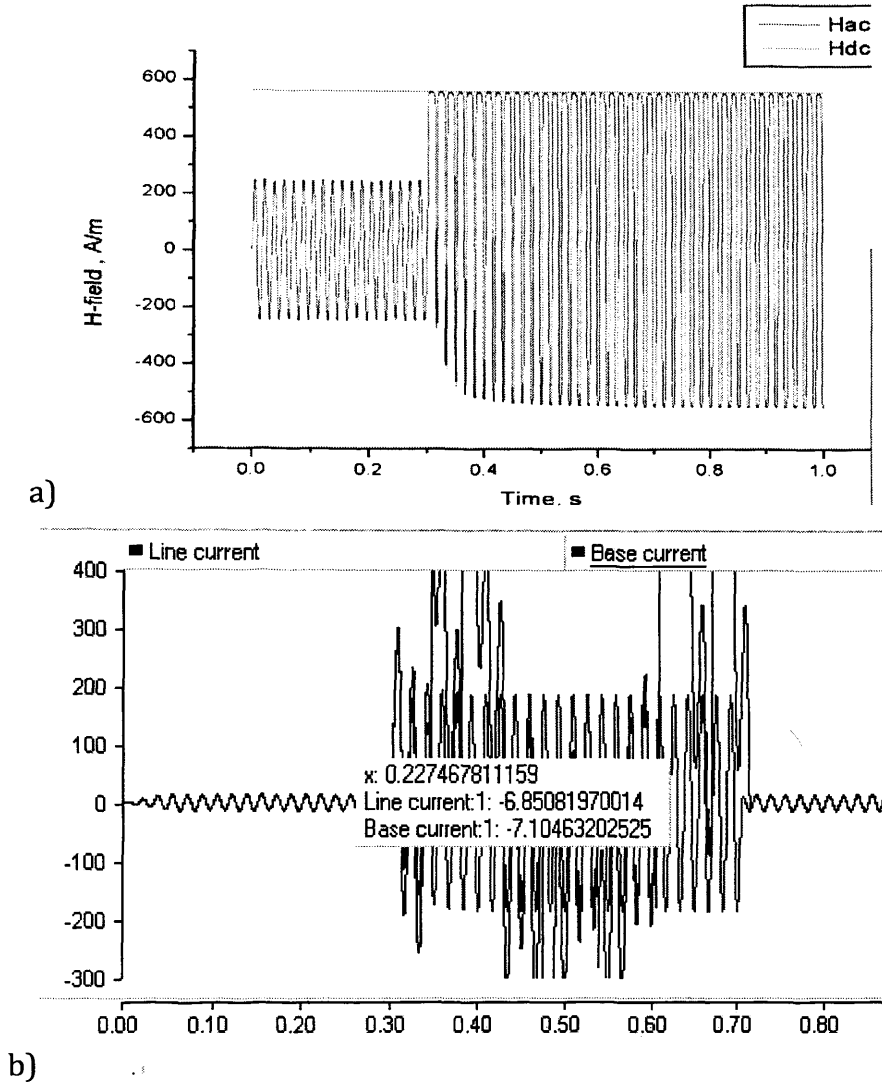 Hac
Hdc
600
400
200
0
-200
-400
-600
H-field , A/m
0.0 0.2 0.4 0.6 0.8 1.0
Time, s
a)
Line current Base current
400
300
200
100
0
-100
-200
-300
x: 0.227467811159
Line current:1: -6.85081970014
Base current:1: -7.10463202525
0.00 0.10 0.20 0.30 0.40 0.50 0.60 0.70 0.80
b)